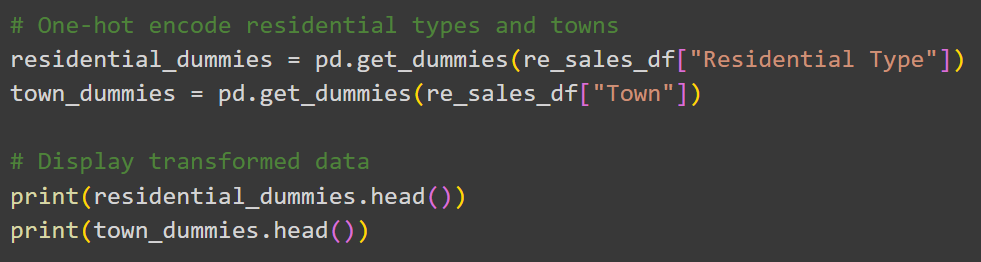 # One-hot encode residential types and towns
residential_dummies = pd.get_dummies(re_sales_df["Residential Type"])
town_dummies = pd.get_dummies(re_sales_df["Town"])
# Display transformed data
print(residential_dummies.head())
print(town_dummies.head())